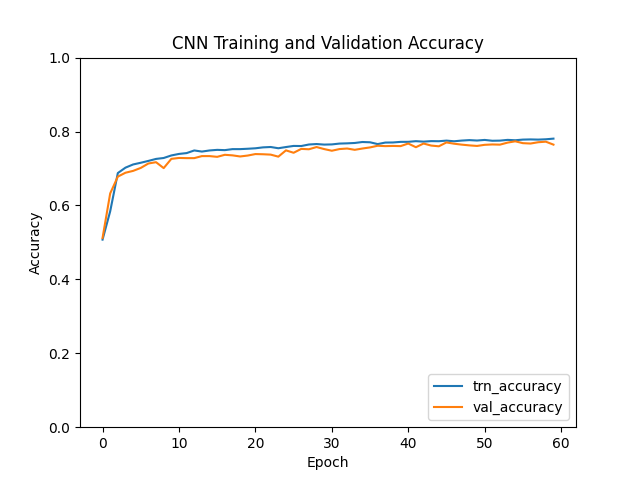 CNN Training and Validation Accuracy
1.0
0.8
0.6
0.4
0.2
0.0
Accuracy
trn_accuracy
val_accuracy
0 10 20 30 40 50 60
Epoch